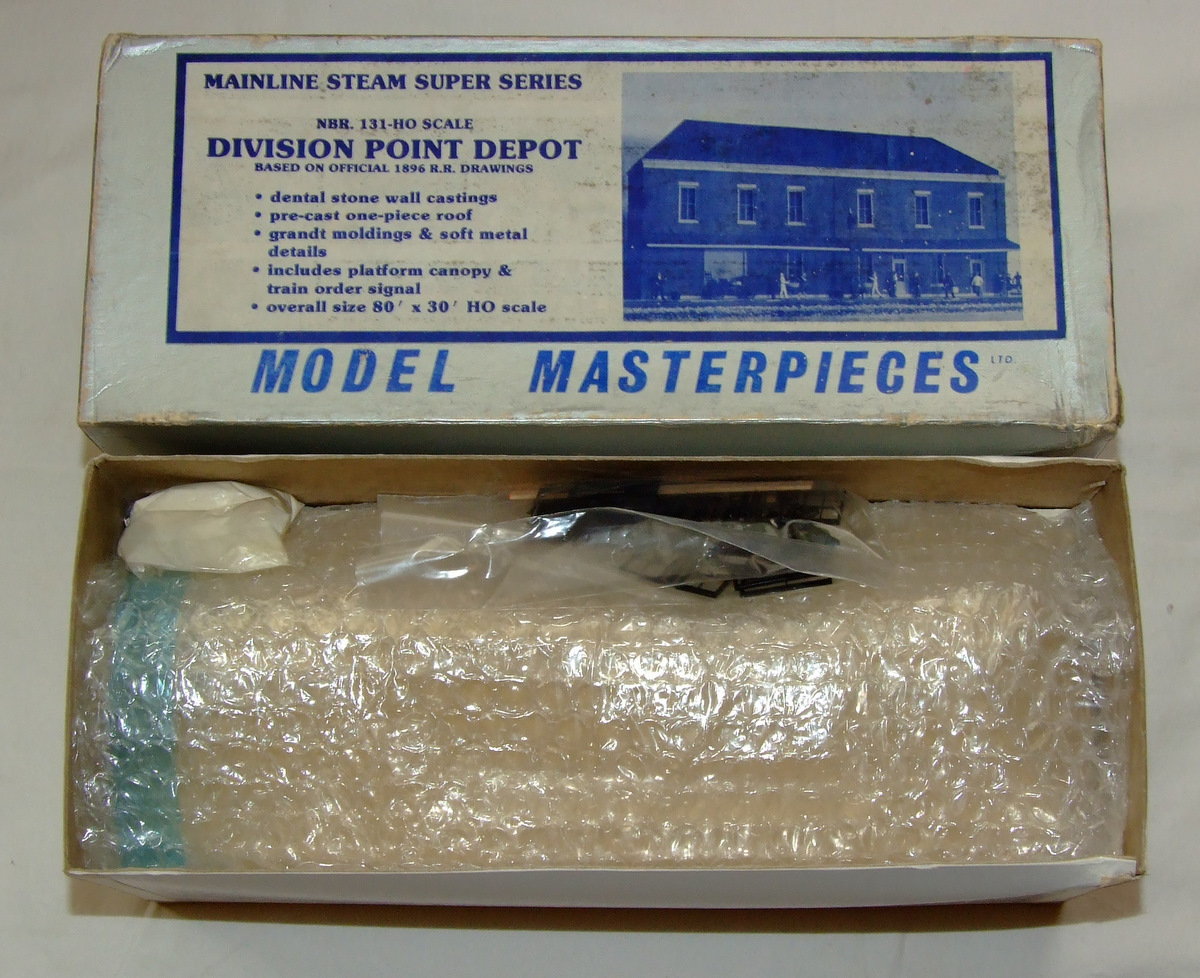 MAINLINE STEAM SUPER SERIES
NBR. 131-HO SCALE
DIVISION POINT DEPOT
BASED ON OFFICIAL 1896 R.R. DRAWINGS
• dental stone wall castings
• pre-cast one-piece roof
• grandt moldings & soft metal
details
• includes platform canopy &
train order signal
• overall size 80' x 30' HO scale
MODEL MASTERPIECES LTD.